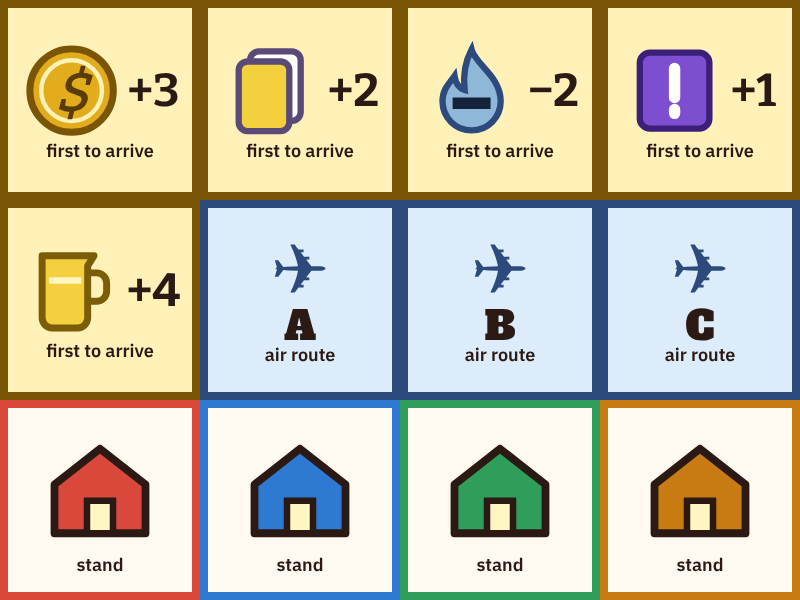 $ +3
first to arrive
+2
first to arrive
−2
first to arrive
! +1
first to arrive
+4
first to arrive
A
air route
B
air route
C
air route
stand
stand
stand
stand